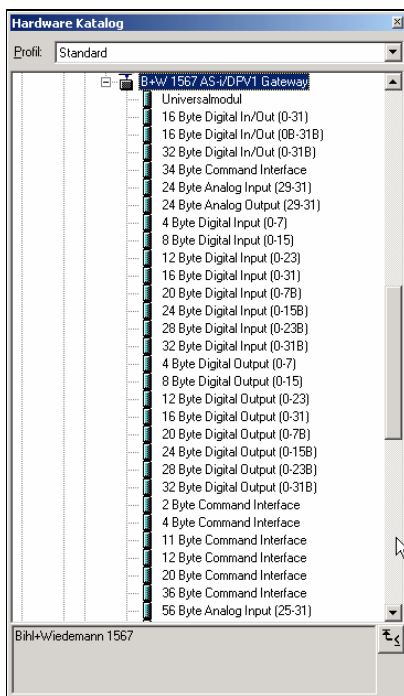 Hardware Katalog
Profil: Standard
B+W 1567 AS-i/DPV1 Gateway
Universalmodul
16 Byte Digital In/Out (0-31)
16 Byte Digital In/Out (0B-31B)
32 Byte Digital In/Out (0-31B)
34 Byte Command Interface
24 Byte Analog Input (29-31)
24 Byte Analog Output (29-31)
4 Byte Digital Input (0-7)
8 Byte Digital Input (0-15)
12 Byte Digital Input (0-23)
16 Byte Digital Input (0-31)
20 Byte Digital Input (0-7B)
24 Byte Digital Input (0-15B)
28 Byte Digital Input (0-23B)
32 Byte Digital Input (0-31B)
4 Byte Digital Output (0-7)
8 Byte Digital Output (0-15)
12 Byte Digital Output (0-23)
16 Byte Digital Output (0-31)
20 Byte Digital Output (0-7B)
24 Byte Digital Output (0-15B)
28 Byte Digital Output (0-23B)
32 Byte Digital Output (0-31B)
2 Byte Command Interface
4 Byte Command Interface
11 Byte Command Interface
12 Byte Command Interface
20 Byte Command Interface
36 Byte Command Interface
56 Byte Analog Input (25-31)
Bihl+Wiedemann 1567